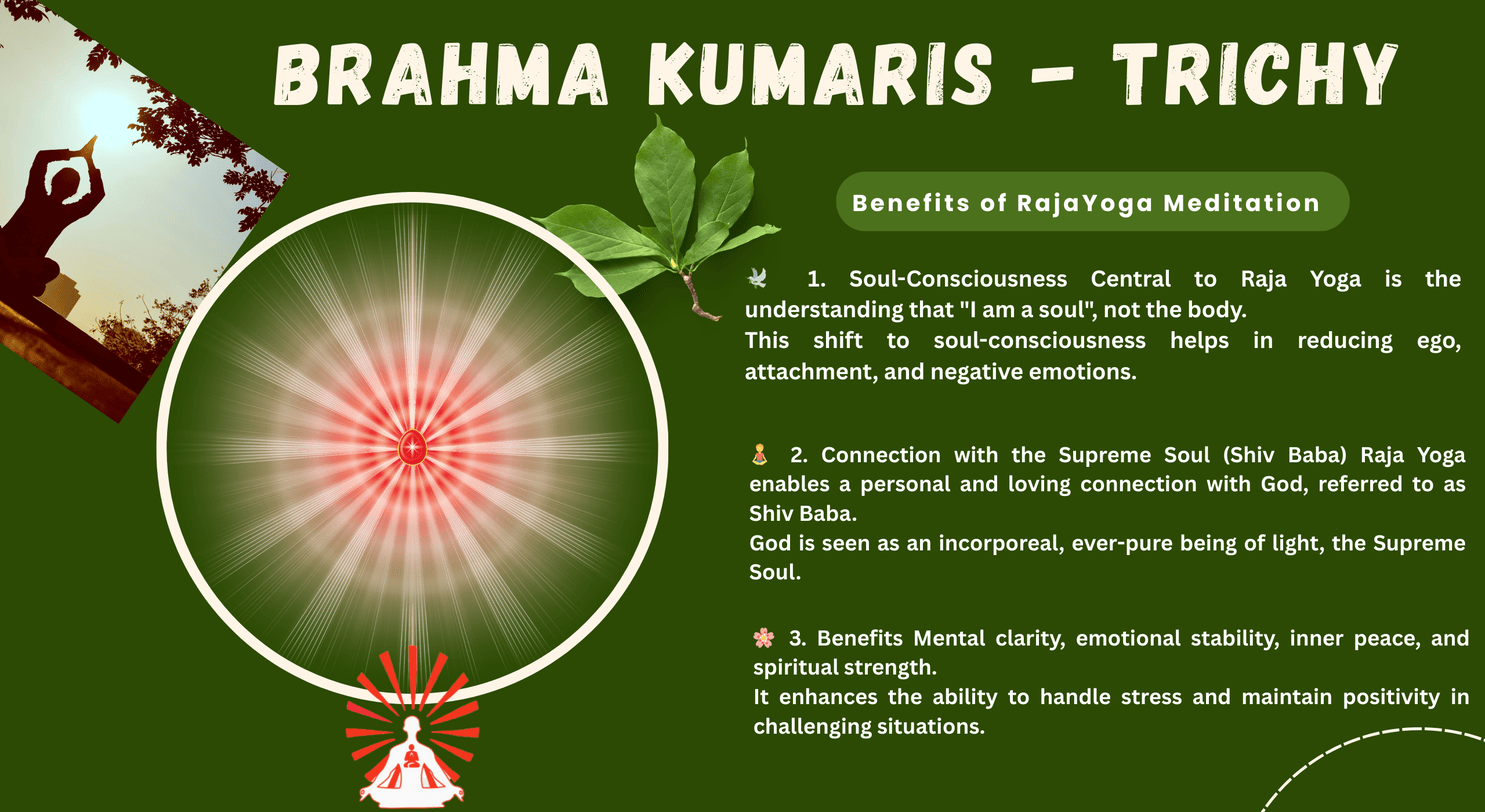 BRAHMA KUMARIS - TRICHY
Benefits of RajaYoga Meditation
🕊️ 1. Soul-Consciousness Central to Raja Yoga is the
understanding that "I am a soul", not the body.
This shift to soul-consciousness helps in reducing ego,
attachment, and negative emotions.
🧘 2. Connection with the Supreme Soul (Shiv Baba) Raja Yoga
enables a personal and loving connection with God, referred to as
Shiv Baba.
God is seen as an incorporeal, ever-pure being of light, the Supreme
Soul.
🌸 3. Benefits Mental clarity, emotional stability, inner peace, and
spiritual strength.
It enhances the ability to handle stress and maintain positivity in
challenging situations.